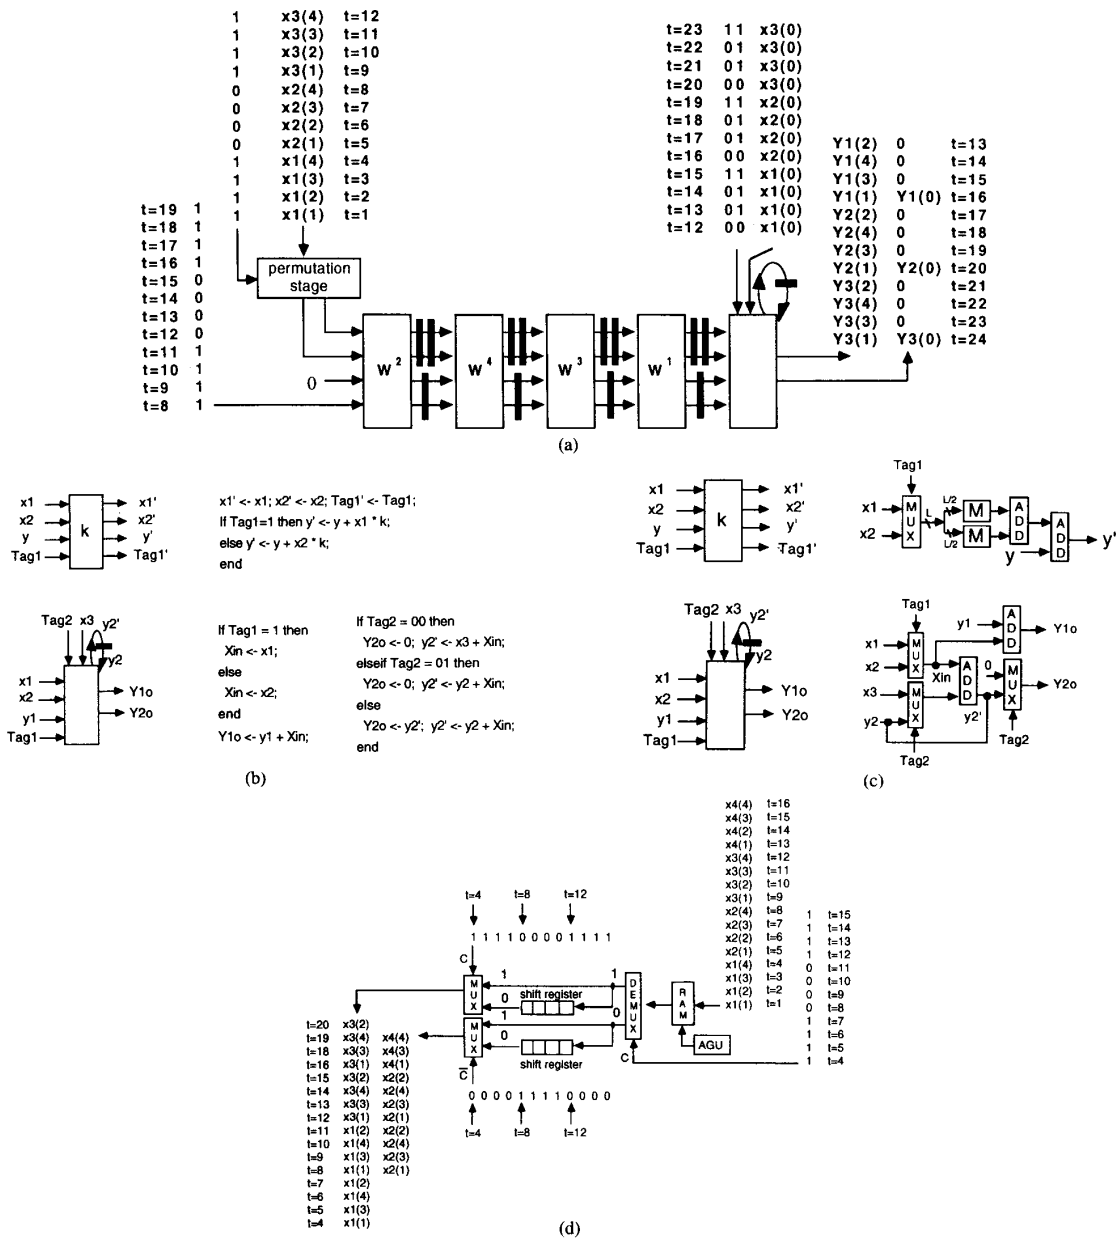 1 x3(4) t=12
1 x3(3) t=11
1 x3(2) t=10
1 x3(1) t=9
0 x2(4) t=8
0 x2(3) t=7
0 x2(2) t=6
0 x2(1) t=5
1 x1(4) t=4
1 x1(3) t=3
1 x1(2) t=2
1 x1(1) t=1
t=19 1
t=18 1
t=17 1
t=16 1
t=15 0
t=14 0
t=13 0
t=12 0
t=11 1
t=10 1
t=9 1
t=8 1
permutation
stage
0
W2
W4
W3
W1
t=23 11 x3(0)
t=22 01 x3(0)
t=21 01 x3(0)
t=20 00 x3(0)
t=19 11 x2(0)
t=18 01 x2(0)
t=17 01 x2(0)
t=16 00 x2(0)
t=15 11 x1(0)
t=14 01 x1(0)
t=13 01 x1(0)
t=12 00 x1(0)
Y1(2) 0 t=13
Y1(4) 0 t=14
Y1(3) 0 t=15
Y1(1) Y1(0) t=16
Y2(2) 0 t=17
Y2(4) 0 t=18
Y2(3) 0 t=19
Y2(1) Y2(0) t=20
Y3(2) 0 t=21
Y3(4) 0 t=22
Y3(3) 0 t=23
Y3(1) Y3(0) t=24
(a)
x1 x1'
x2 x2'
y k y'
Tag1 Tag1'
x1' <- x1; x2' <- x2; Tag1' <- Tag1;
If Tag1=1 then y' <- y + x1 * k;
else y' <- y + x2 * k;
end
Tag2 x3 y2'
y2
x1
x2 Y1o
y1 Y2o
Tag1
If Tag1 = 1 then
Xin <- x1;
else
Xin <- x2;
end
Y1o <- y1 + Xin;
If Tag2 = 00 then
Y2o <- 0; y2' <- x3 + Xin;
elseif Tag2 = 01 then
Y2o <- 0; y2' <- y2 + Xin;
else
Y2o <- y2'; y2' <- y2 + Xin;
end
(b)
x1 x1'
x2 x2'
y k y'
Tag1 Tag1'
Tag1
x1
x2
MUX
L
L/2
L/2
M
M
ADD
ADD
y
y'
Tag2 x3 y2'
y2
x1
x2 Y1o
y1 Y2o
Tag1
Tag1
y1
x1
x2
MUX
Xin
ADD
Y1o
x3
y2
MUX
ADD
y2'
0
MUX
Y2o
Tag2
Tag2
(c)
x4(4) t=16
x4(3) t=15
x4(2) t=14
x4(1) t=13
x3(4) t=12
x3(3) t=11
x3(2) t=10
x3(1) t=9
x2(4) t=8
x2(3) t=7
x2(2) t=6
x2(1) t=5
x1(4) t=4
x1(3) t=3
x1(2) t=2
x1(1) t=1
1 t=15
1 t=14
1 t=13
1 t=12
0 t=11
0 t=10
0 t=9
0 t=8
1 t=7
1 t=6
1 t=5
1 t=4
t=4 t=8 t=12
1 1 1 1 0 0 0 0 1 1 1 1
C
MUX
1
0
shift register
1
0
DEMUX
RAM
AGU
C
MUX
1
0
shift register
C
0 0 0 0 1 1 1 1 0 0 0 0
t=4 t=8 t=12
t=20 x3(2)
t=19 x3(4) x4(4)
t=18 x3(3) x4(3)
t=16 x3(1) x4(1)
t=15 x3(2) x2(2)
t=14 x3(4) x2(4)
t=13 x3(3) x2(3)
t=12 x3(1) x2(1)
t=11 x1(2) x2(2)
t=10 x1(4) x2(4)
t=9 x1(3) x2(3)
t=8 x1(1) x2(1)
t=7 x1(2)
t=6 x1(4)
t=5 x1(3)
t=4 x1(1)
(d)